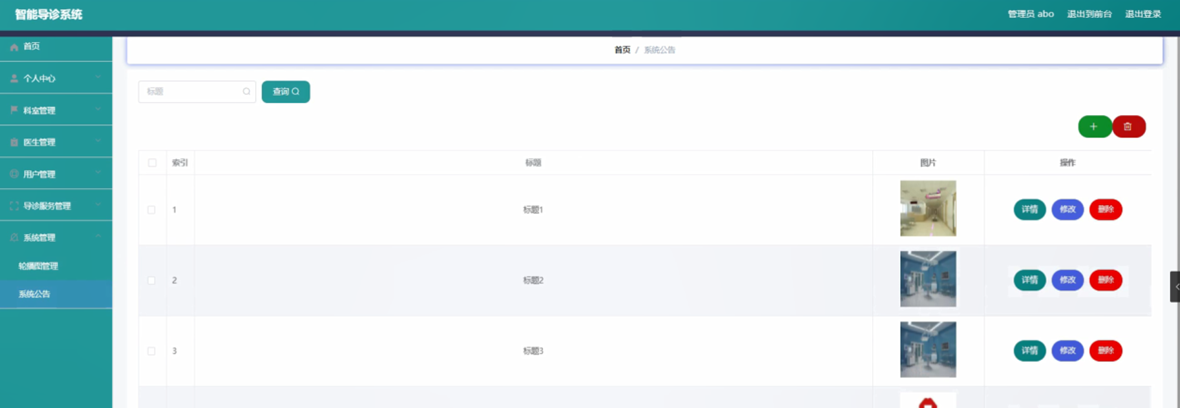 智能导诊系统
管理员 abo 退出到前台 退出登录
首页
首页 / 系统公告
个人中心
标题 查询
科室管理
医生管理
索引 标题 图片 操作
用户管理
导诊服务管理
1 标题1 详情 修改 删除
系统管理
轮播图管理
2 标题2 详情 修改 删除
系统公告
3 标题3 详情 修改 删除